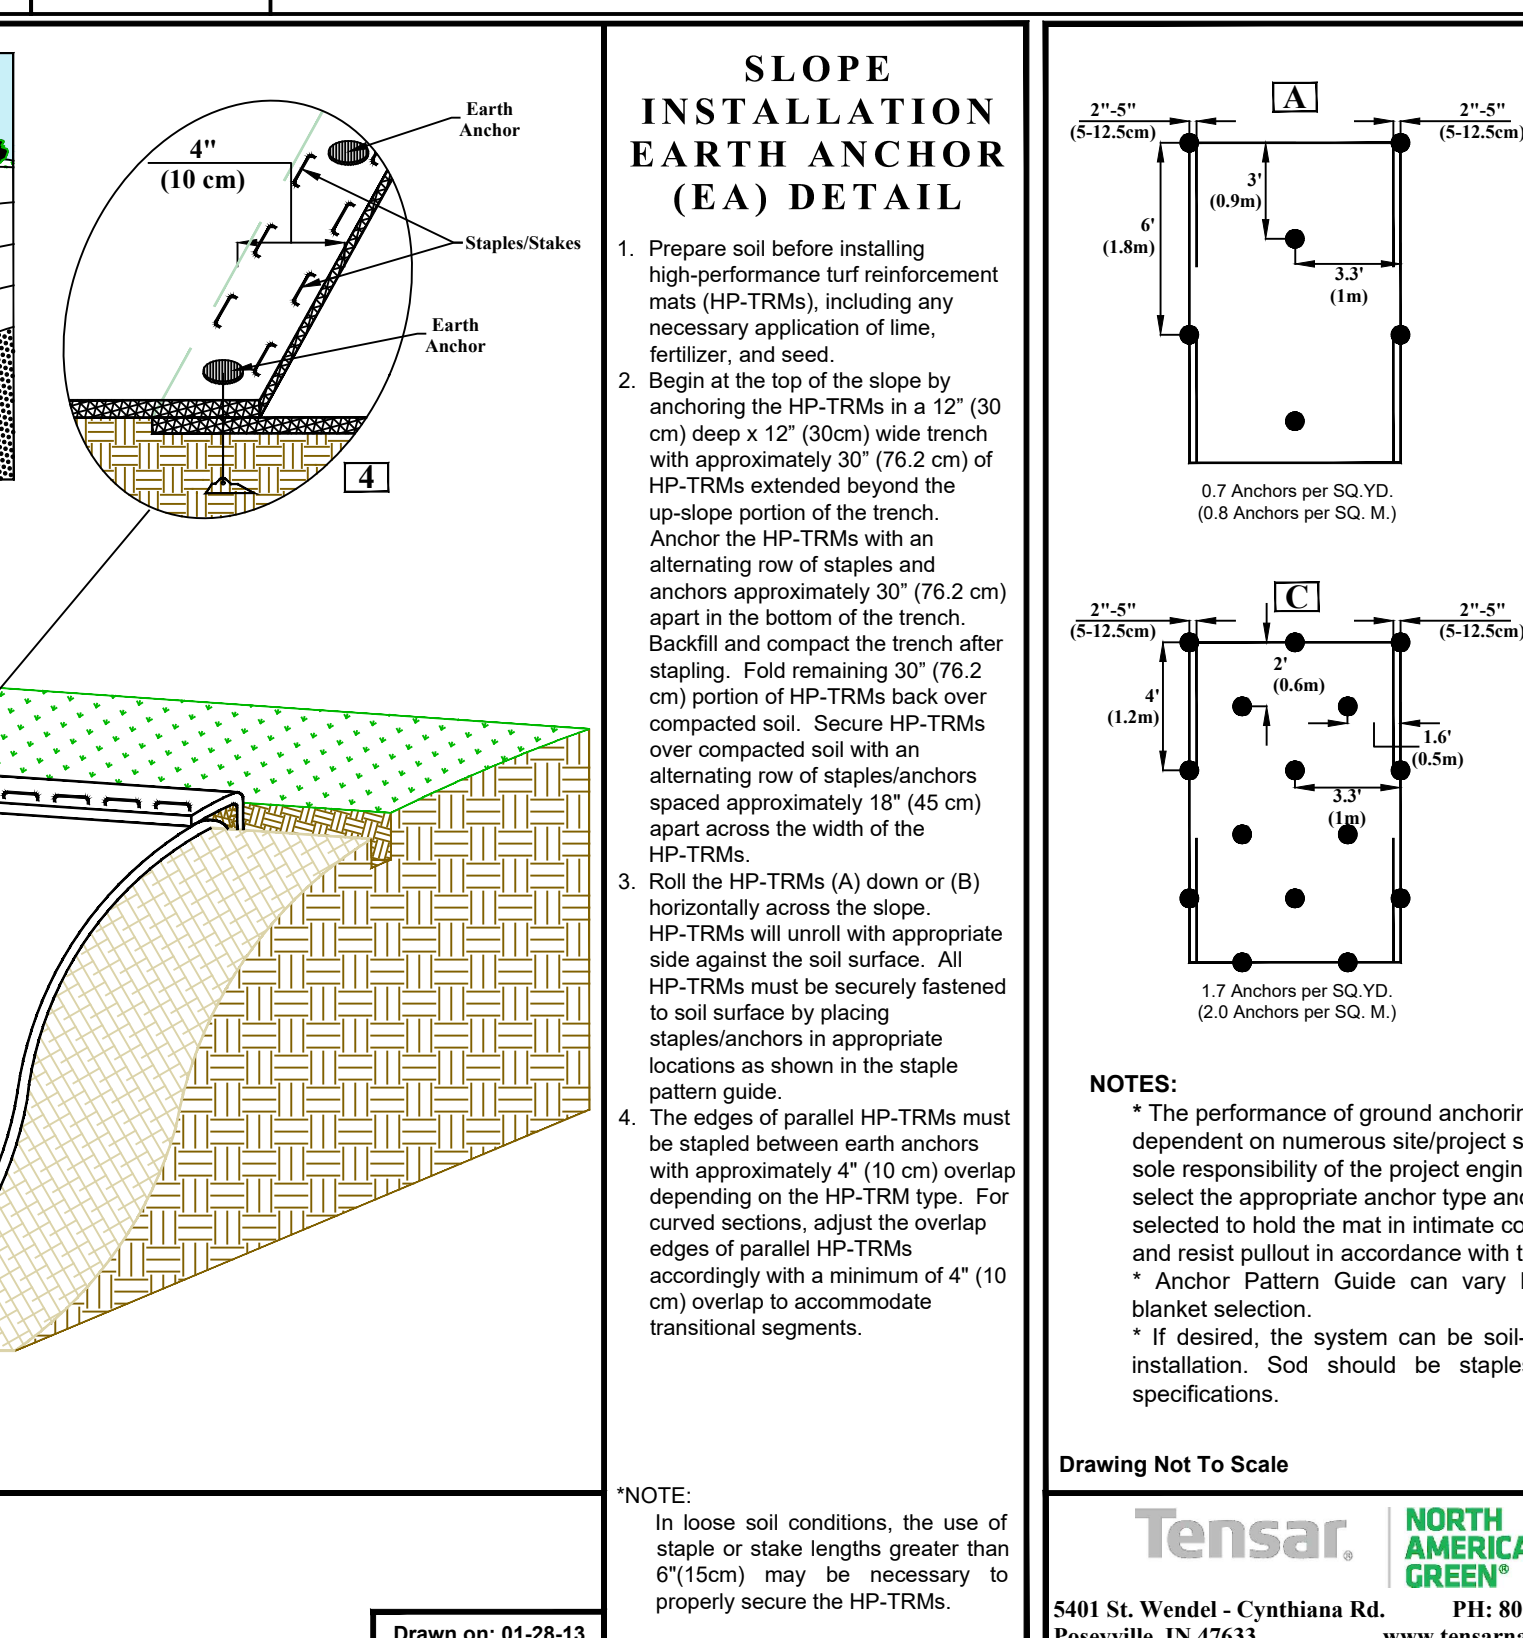 4"
(10 cm)
Earth
Anchor
Staples/Stakes
Earth
Anchor
4
Drawn on: 01-28-13
SLOPE
INSTALLATION
EARTH ANCHOR
(EA) DETAIL
1. Prepare soil before installing
high-performance turf reinforcement
mats (HP-TRMs), including any
necessary application of lime,
fertilizer, and seed.
2. Begin at the top of the slope by
anchoring the HP-TRMs in a 12” (30
cm) deep x 12” (30cm) wide trench
with approximately 30” (76.2 cm) of
HP-TRMs extended beyond the
up-slope portion of the trench.
Anchor the HP-TRMs with an
alternating row of staples and
anchors approximately 30” (76.2 cm)
apart in the bottom of the trench.
Backfill and compact the trench after
stapling. Fold remaining 30” (76.2
cm) portion of HP-TRMs back over
compacted soil. Secure HP-TRMs
over compacted soil with an
alternating row of staples/anchors
spaced approximately 18" (45 cm)
apart across the width of the
HP-TRMs.
3. Roll the HP-TRMs (A) down or (B)
horizontally across the slope.
HP-TRMs will unroll with appropriate
side against the soil surface. All
HP-TRMs must be securely fastened
to soil surface by placing
staples/anchors in appropriate
locations as shown in the staple
pattern guide.
4. The edges of parallel HP-TRMs must
be stapled between earth anchors
with approximately 4" (10 cm) overlap
depending on the HP-TRM type. For
curved sections, adjust the overlap
edges of parallel HP-TRMs
accordingly with a minimum of 4" (10
cm) overlap to accommodate
transitional segments.
*NOTE:
In loose soil conditions, the use of
staple or stake lengths greater than
6"(15cm) may be necessary to
properly secure the HP-TRMs.
A
2"-5"
(5-12.5cm)
2"-5"
(5-12.5cm)
3'
(0.9m)
6'
(1.8m)
3.3'
(1m)
0.7 Anchors per SQ.YD.
(0.8 Anchors per SQ. M.)
C
2"-5"
(5-12.5cm)
2"-5"
(5-12.5cm)
2'
(0.6m)
4'
(1.2m)
1.6'
(0.5m)
3.3'
(1m)
1.7 Anchors per SQ.YD.
(2.0 Anchors per SQ. M.)
NOTES:
* The performance of ground anchorin
dependent on numerous site/project s
sole responsibility of the project engin
select the appropriate anchor type and
selected to hold the mat in intimate co
and resist pullout in accordance with t
* Anchor Pattern Guide can vary
blanket selection.
* If desired, the system can be soil-
installation. Sod should be staple
specifications.
Drawing Not To Scale
Tensar®
NORTH
AMERICA
GREEN®
5401 St. Wendel - Cynthiana Rd. PH: 80
Poseyville, IN 47633 www.tensarna